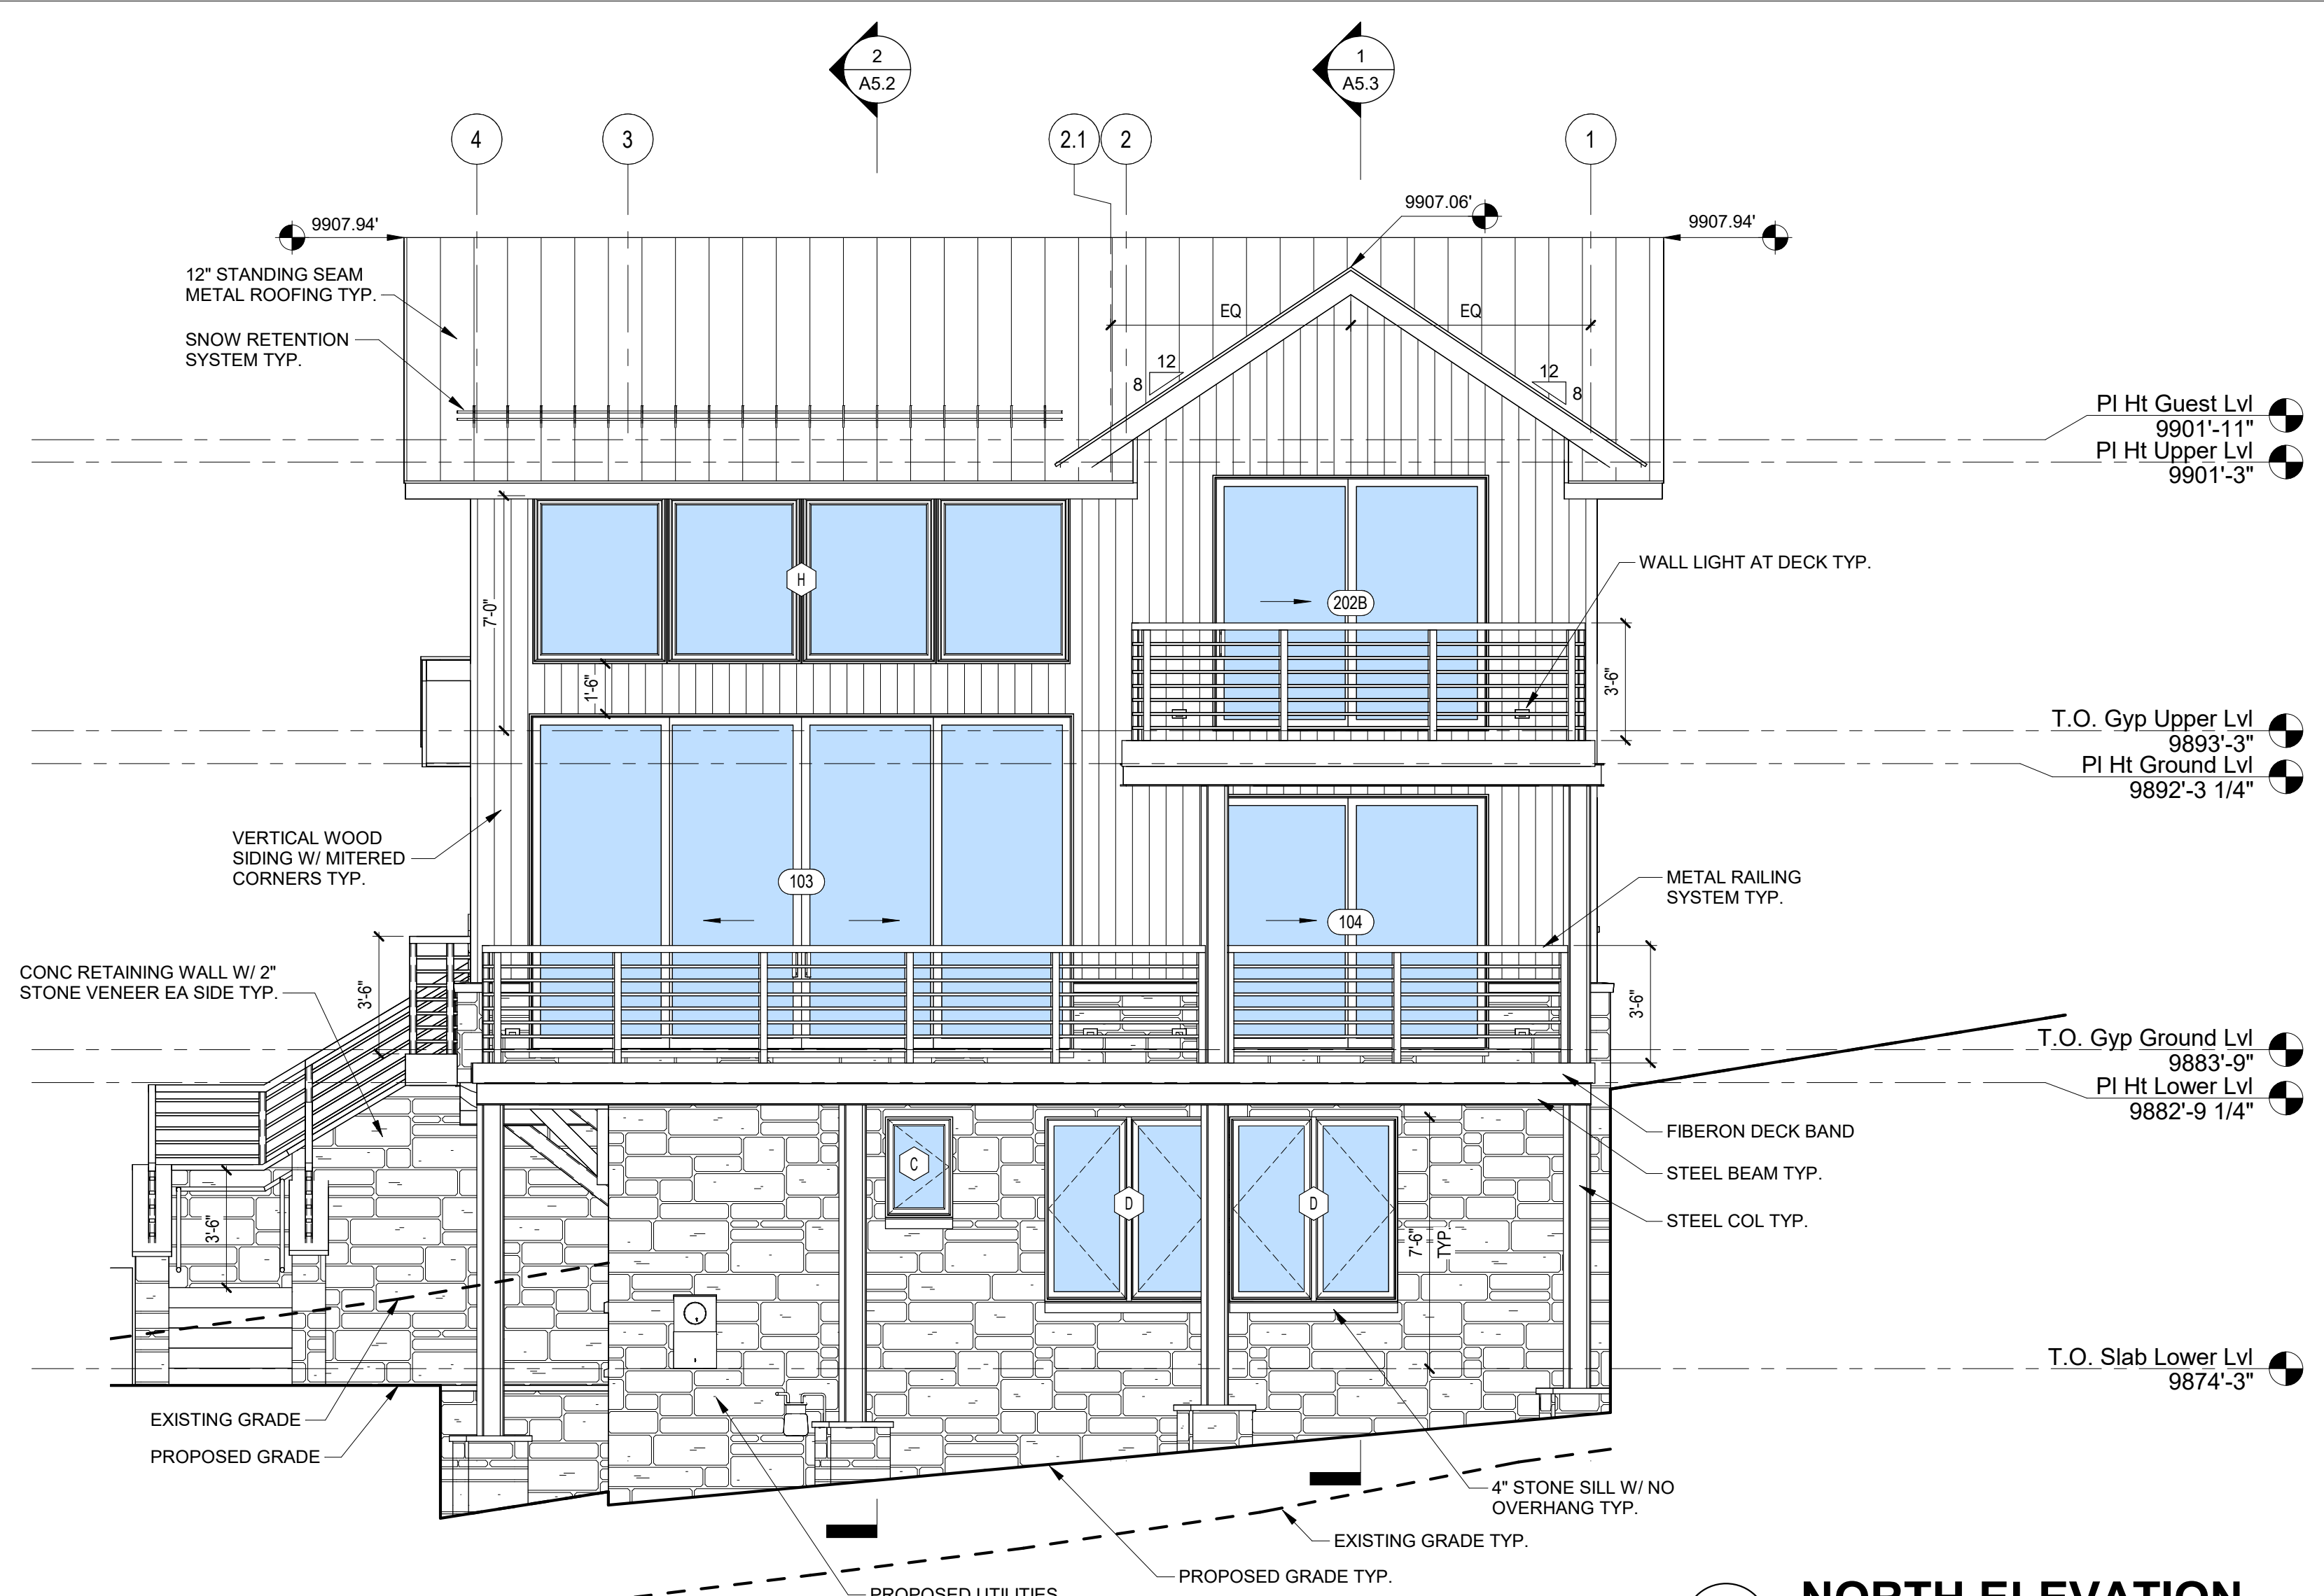 2
A5.2
1
A5.3
4
3
2.1
2
1
9907.94'
9907.06'
9907.94'
12" STANDING SEAM
METAL ROOFING TYP.
SNOW RETENTION
SYSTEM TYP.
EQ
EQ
12
8
12
8
Pl Ht Guest Lvl
9901'-11"
Pl Ht Upper Lvl
9901'-3"
H
7'-0"
1'-6"
202B
WALL LIGHT AT DECK TYP.
3'-6"
T.O. Gyp Upper Lvl
9893'-3"
Pl Ht Ground Lvl
9892'-3 1/4"
VERTICAL WOOD
SIDING W/ MITERED
CORNERS TYP.
103
104
METAL RAILING
SYSTEM TYP.
CONC RETAINING WALL W/ 2"
STONE VENEER EA SIDE TYP.
3'-6"
3'-6"
T.O. Gyp Ground Lvl
9883'-9"
Pl Ht Lower Lvl
9882'-9 1/4"
FIBERON DECK BAND
STEEL BEAM TYP.
STEEL COL TYP.
C
D
D
3'-6"
7'-6"
TYP.
T.O. Slab Lower Lvl
9874'-3"
EXISTING GRADE
PROPOSED GRADE
4" STONE SILL W/ NO
OVERHANG TYP.
EXISTING GRADE TYP.
PROPOSED GRADE TYP.
PROPOSED UTILITIES
NORTH ELEVATION